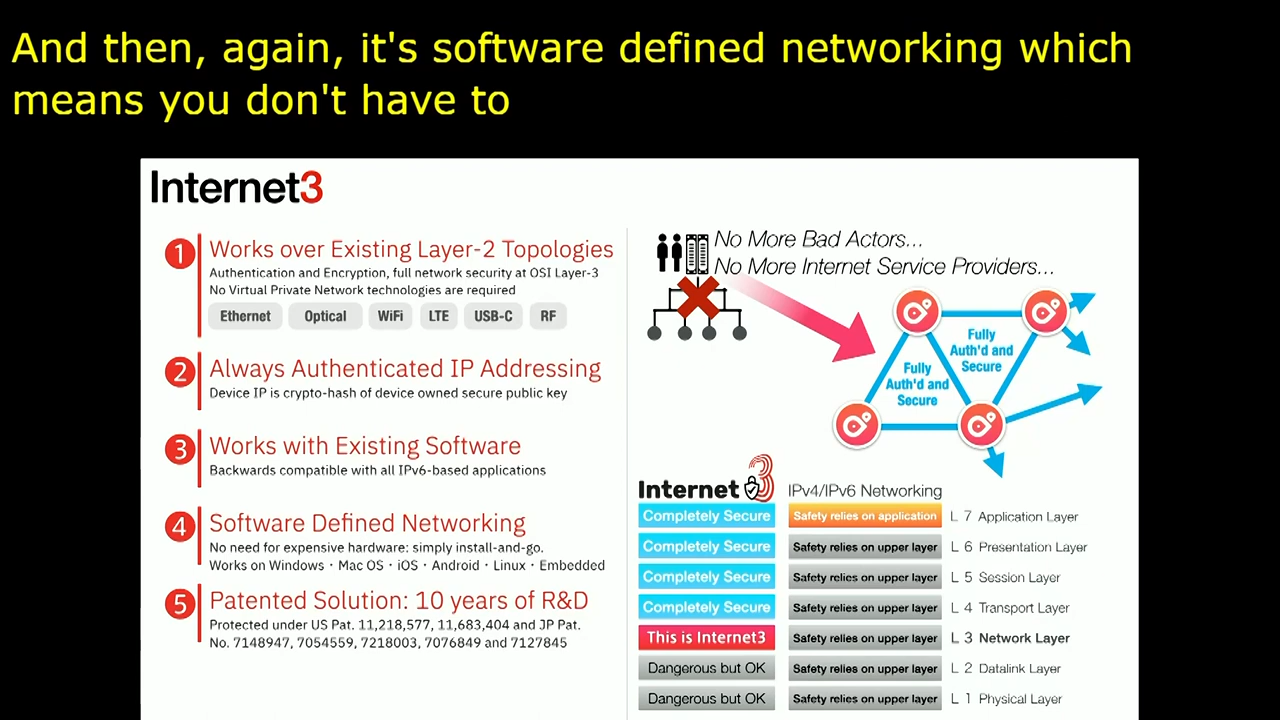 And then, again, it's software defined networking which
means you don't have to
Internet3
1 Works over Existing Layer-2 Topologies
Authentication and Encryption, full network security at OSI Layer-3
No Virtual Private Network technologies are required
Ethernet Optical WiFi LTE USB-C RF
2 Always Authenticated IP Addressing
Device IP is crypto-hash of device owned secure public key
3 Works with Existing Software
Backwards compatible with all IPv6-based applications
4 Software Defined Networking
No need for expensive hardware: simply install-and-go.
Works on Windows・Mac OS・iOS・Android・Linux・Embedded
5 Patented Solution: 10 years of R&D
Protected under US Pat. 11,218,577, 11,683,404 and JP Pat.
No. 7148947, 7054559, 7218003, 7076849 and 7127845
No More Bad Actors...
No More Internet Service Providers...
Fully
Auth'd and
Secure
Fully
Auth'd and
Secure
Internet 3 IPv4/IPv6 Networking
Completely Secure Safety relies on application L 7 Application Layer
Completely Secure Safety relies on upper layer L 6 Presentation Layer
Completely Secure Safety relies on upper layer L 5 Session Layer
Completely Secure Safety relies on upper layer L 4 Transport Layer
This is Internet3 Safety relies on upper layer L 3 Network Layer
Dangerous but OK Safety relies on upper layer L 2 Datalink Layer
Dangerous but OK Safety relies on upper layer L 1 Physical Layer